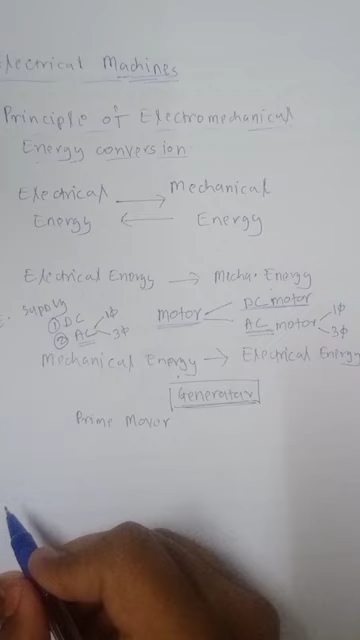 Electrical Machines
Principle of Electromechanical
Energy conversion
Electrical → Mechanical
Energy ← Energy
Electrical Energy → Mecha. Energy
E. Supply
① DC
② AC 1Φ 3Φ
motor DC motor
AC motor 1Φ 3Φ
Mechanical Energy → Electrical Energy
Generator
Prime Mover